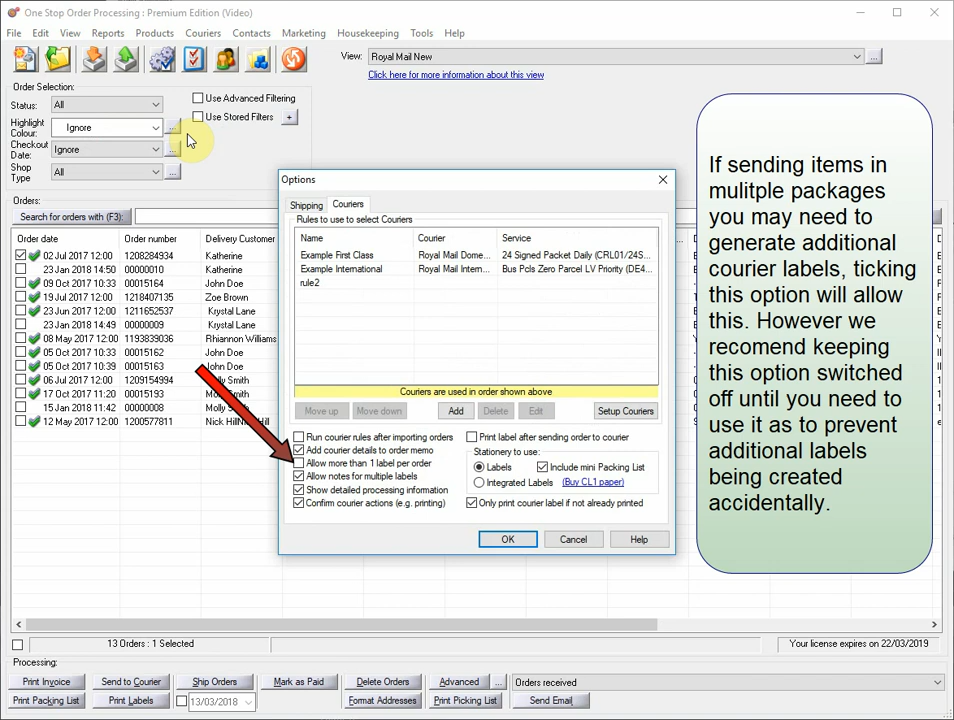 One Stop Order Processing : Premium Edition (Video)
File Edit View Reports Products Couriers Contacts Marketing Housekeeping Tools Help
View: Royal Mail New ...
Click here for more information about this view
Order Selection:
Status: All
Use Advanced Filtering
Highlight Colour: Ignore ...
Use Stored Filters +
Checkout Date: Ignore ...
Shop Type All ...
Orders:
Search for orders with (F3):
Order date Order number Delivery Customer
02 Jul 2017 12:00 1208284934 Katherine
23 Jan 2018 14:50 00000010 Katherine
09 Oct 2017 10:33 00015164 John Doe
19 Jul 2017 12:00 1218407135 Zoe Brown
23 Jun 2017 12:00 1211652537 Krystal Lane
23 Jan 2018 14:49 00000009 Krystal Lane
08 May 2017 12:00 1193839036 Rhiannon Williams
05 Oct 2017 10:33 00015162 John Doe
05 Oct 2017 10:39 00015163 John Doe
06 Jul 2017 12:00 1209154994 Smith
17 Oct 2017 11:20 00015193 Smith
15 Jan 2018 11:42 00000008 Molly
12 May 2017 12:00 1200577811 Nick HillNick Hill
Options
Shipping Couriers
Rules to use to select Couriers
Name Courier Service
Example First Class Royal Mail Dome... 24 Signed Packet Daily (CRL01/24S...
Example International Royal Mail Intern... Bus Pcls Zero Parcel LV Priority (DE4...
rule2
Couriers are used in order shown above
Move up Move down Add Delete Edit Setup Couriers
Run courier rules after importing orders
Add courier details to order memo
Allow more than 1 label per order
Allow notes for multiple labels
Show detailed processing information
Confirm courier actions (e.g. printing)
Print label after sending order to courier
Stationery to use:
Labels Include mini Packing List
Integrated Labels (Buy CL1 paper)
Only print courier label if not already printed
OK Cancel Help
If sending items in
mulitple packages
you may need to
generate additional
courier labels, ticking
this option will allow
this. However we
recomend keeping
this option switched
off until you need to
use it as to prevent
additional labels
being created
accidentally.
13 Orders : 1 Selected
Your license expires on 22/03/2019
Processing:
Print Invoice Send to Courier Ship Orders Mark as Paid Delete Orders Advanced ... Orders received
Print Packing List Print Labels 13/03/2018 Format Addresses Print Picking List Send Email